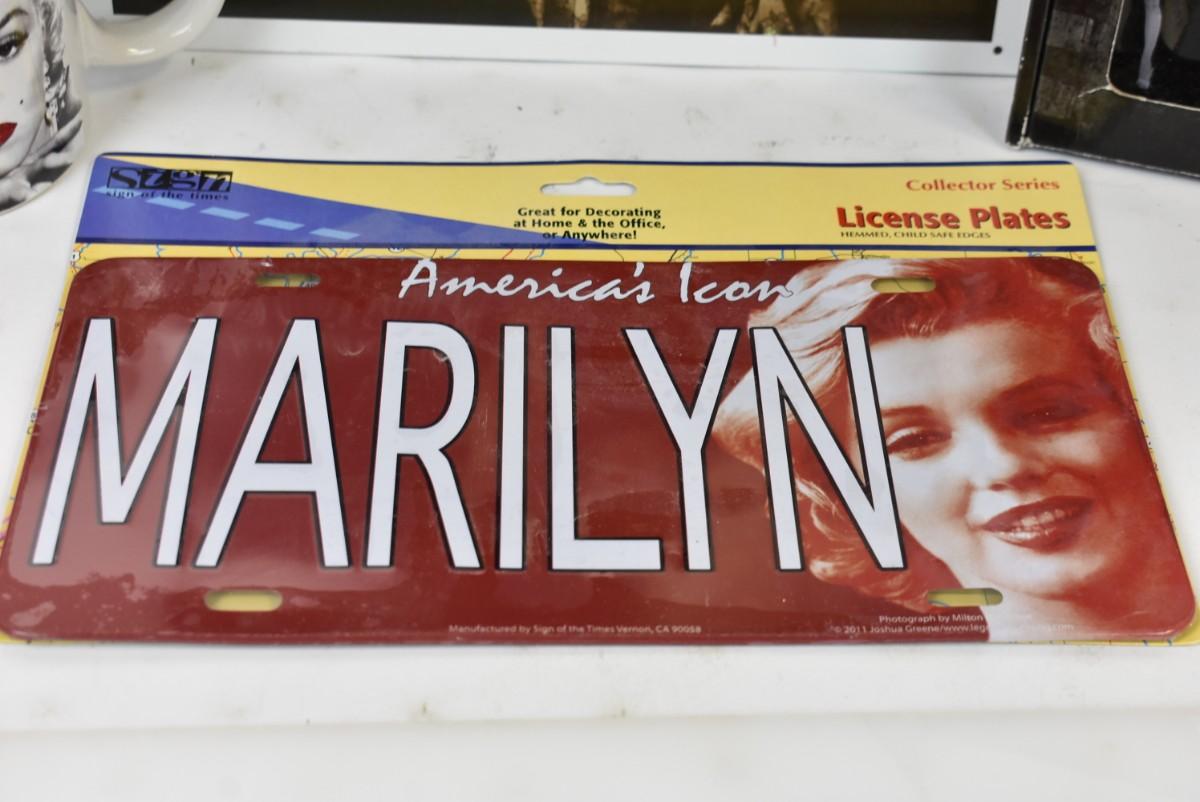 Sign
sign of the times
Great for Decorating
at Home & the Office,
or Anywhere!
Collector Series
License Plates
HEMMED, CHILD SAFE EDGES
America's Icon
MARILYN
Manufactured by Sign of the Times Vernon, CA 90058
Photograph by Milton
© 2011 Joshua Greene/www.leg